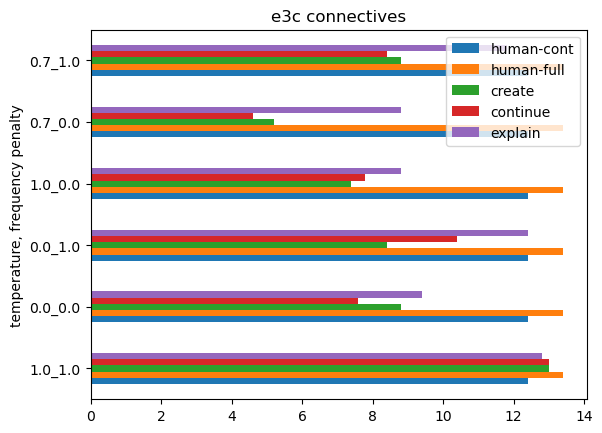 e3c connectives
human-cont
human-full
create
continue
explain
temperature, frequency penalty
0.7_1.0
0.7_0.0
1.0_0.0
0.0_1.0
0.0_0.0
1.0_1.0
0 2 4 6 8 10 12 14